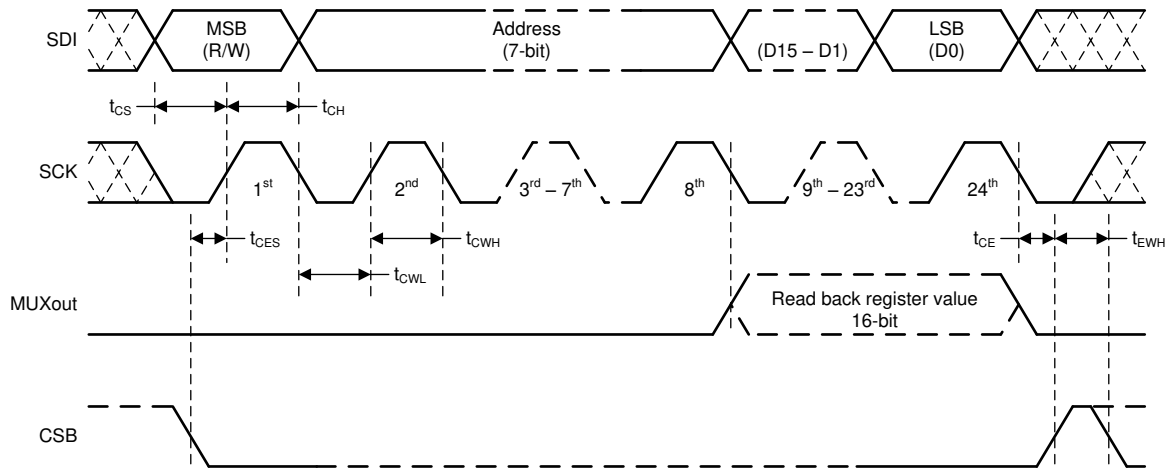 SDI
MSB
(R/W)
Address
(7-bit)
(D15 – D1)
LSB
(D0)
tCS
tCH
SCK
1st
2nd
3rd – 7th
8th
9th – 23rd
24th
tCES
tCWH
tCE
tEWH
tCWL
MUXout
Read back register value
16-bit
CSB